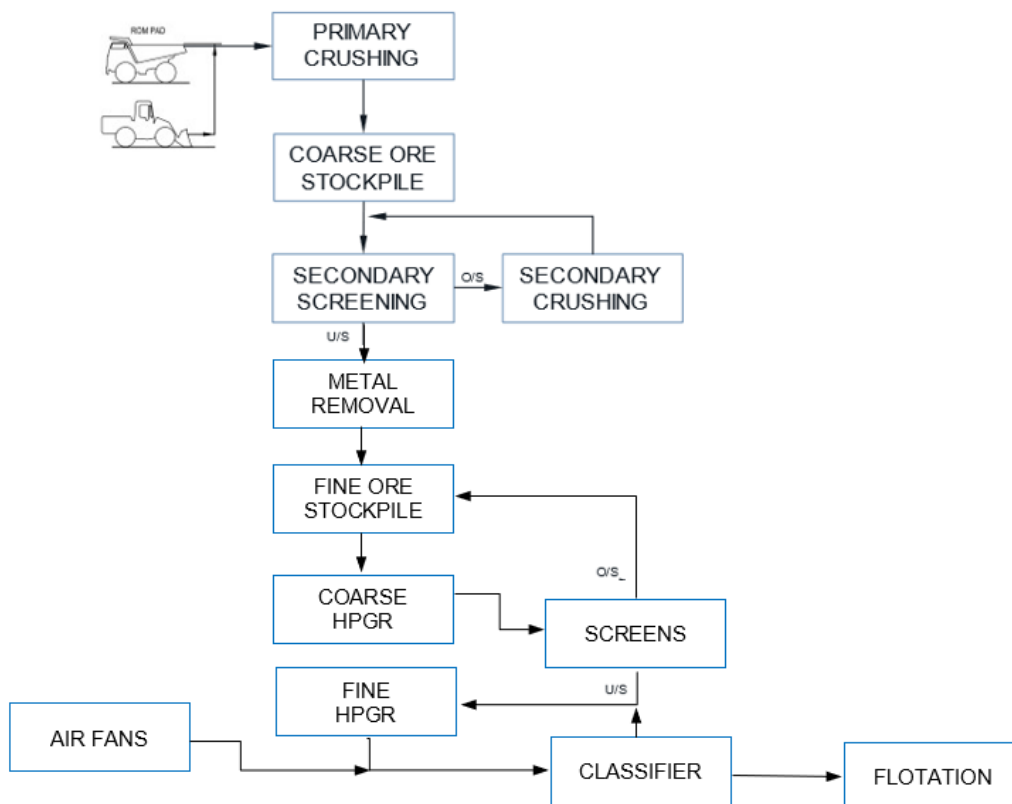 ROM PAD
PRIMARY
CRUSHING
COARSE ORE
STOCKPILE
SECONDARY
SCREENING
O/S
SECONDARY
CRUSHING
U/S
METAL
REMOVAL
FINE ORE
STOCKPILE
O/S_
COARSE
HPGR
SCREENS
FINE
HPGR
U/S
AIR FANS
CLASSIFIER
FLOTATION